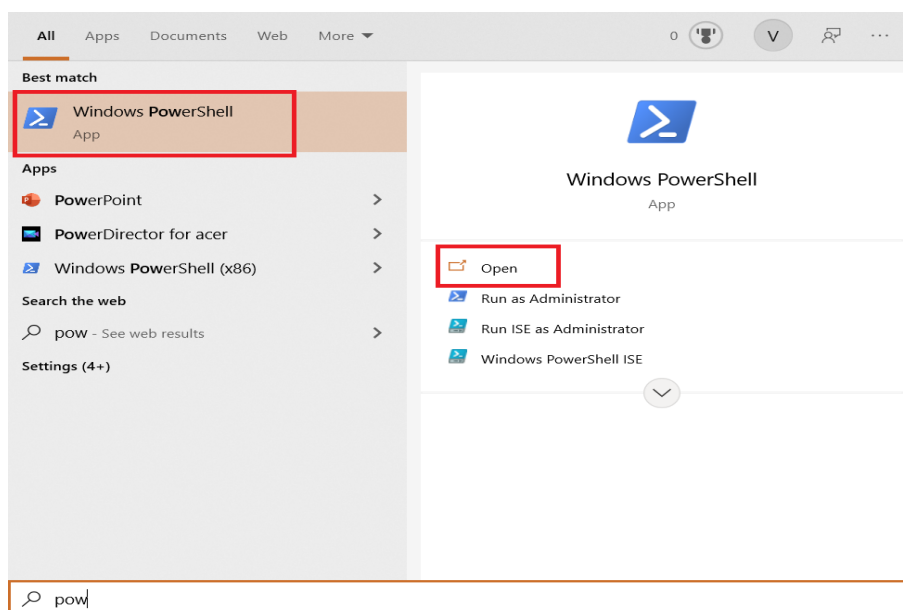 All Apps Documents Web More
0 V ...
Best match
Windows PowerShell
App
Apps
PowerPoint
PowerDirector for acer
Windows PowerShell (x86)
Search the web
pow - See web results
Settings (4+)
Windows PowerShell
App
Open
Run as Administrator
Run ISE as Administrator
Windows PowerShell ISE
pow